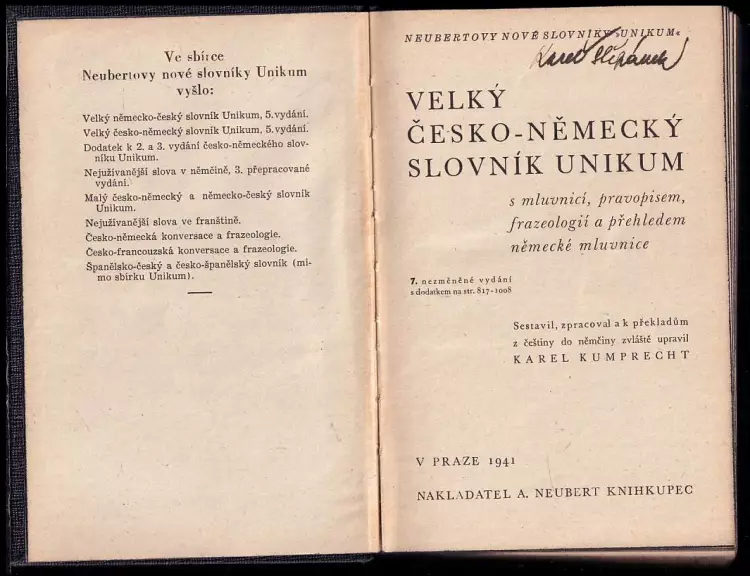 Ve sbírce
Neubertovy nové slovníky Unikum
vyšlo:
Velký německo-český slovník Unikum, 5. vydání.
Velký česko-německý slovník Unikum, 5. vydání.
Dodatek k 2. a 3. vydání česko-německého slov-
níku Unikum.
Nejužívanější slova v němčině, 3. přepracované
vydání.
Malý česko-německý a německo-český slovník
Unikum.
Nejužívanější slova ve franštině.
Česko-německá konversace a frazeologie.
Česko-francouzská konversace a frazeologie.
Španělsko-český a česko-španělský slovník (mi-
mo sbírku Unikum).
NEUBERTOVY NOVÉ SLOVNÍKY »UNIKUM«
Karel Štěpánek
VELKÝ
ČESKO-NĚMECKÝ
SLOVNÍK UNIKUM
s mluvnicí, pravopisem,
frazeologií a přehledem
německé mluvnice
7. nezměněné vydání
s dodatkem na str. 817-1008
Sestavil, zpracoval a k překladům
z češtiny do němčiny zvláště upravil
KAREL KUMPRECHT
V PRAZE 1941
NAKLADATEL A. NEUBERT KNIHKUPEC